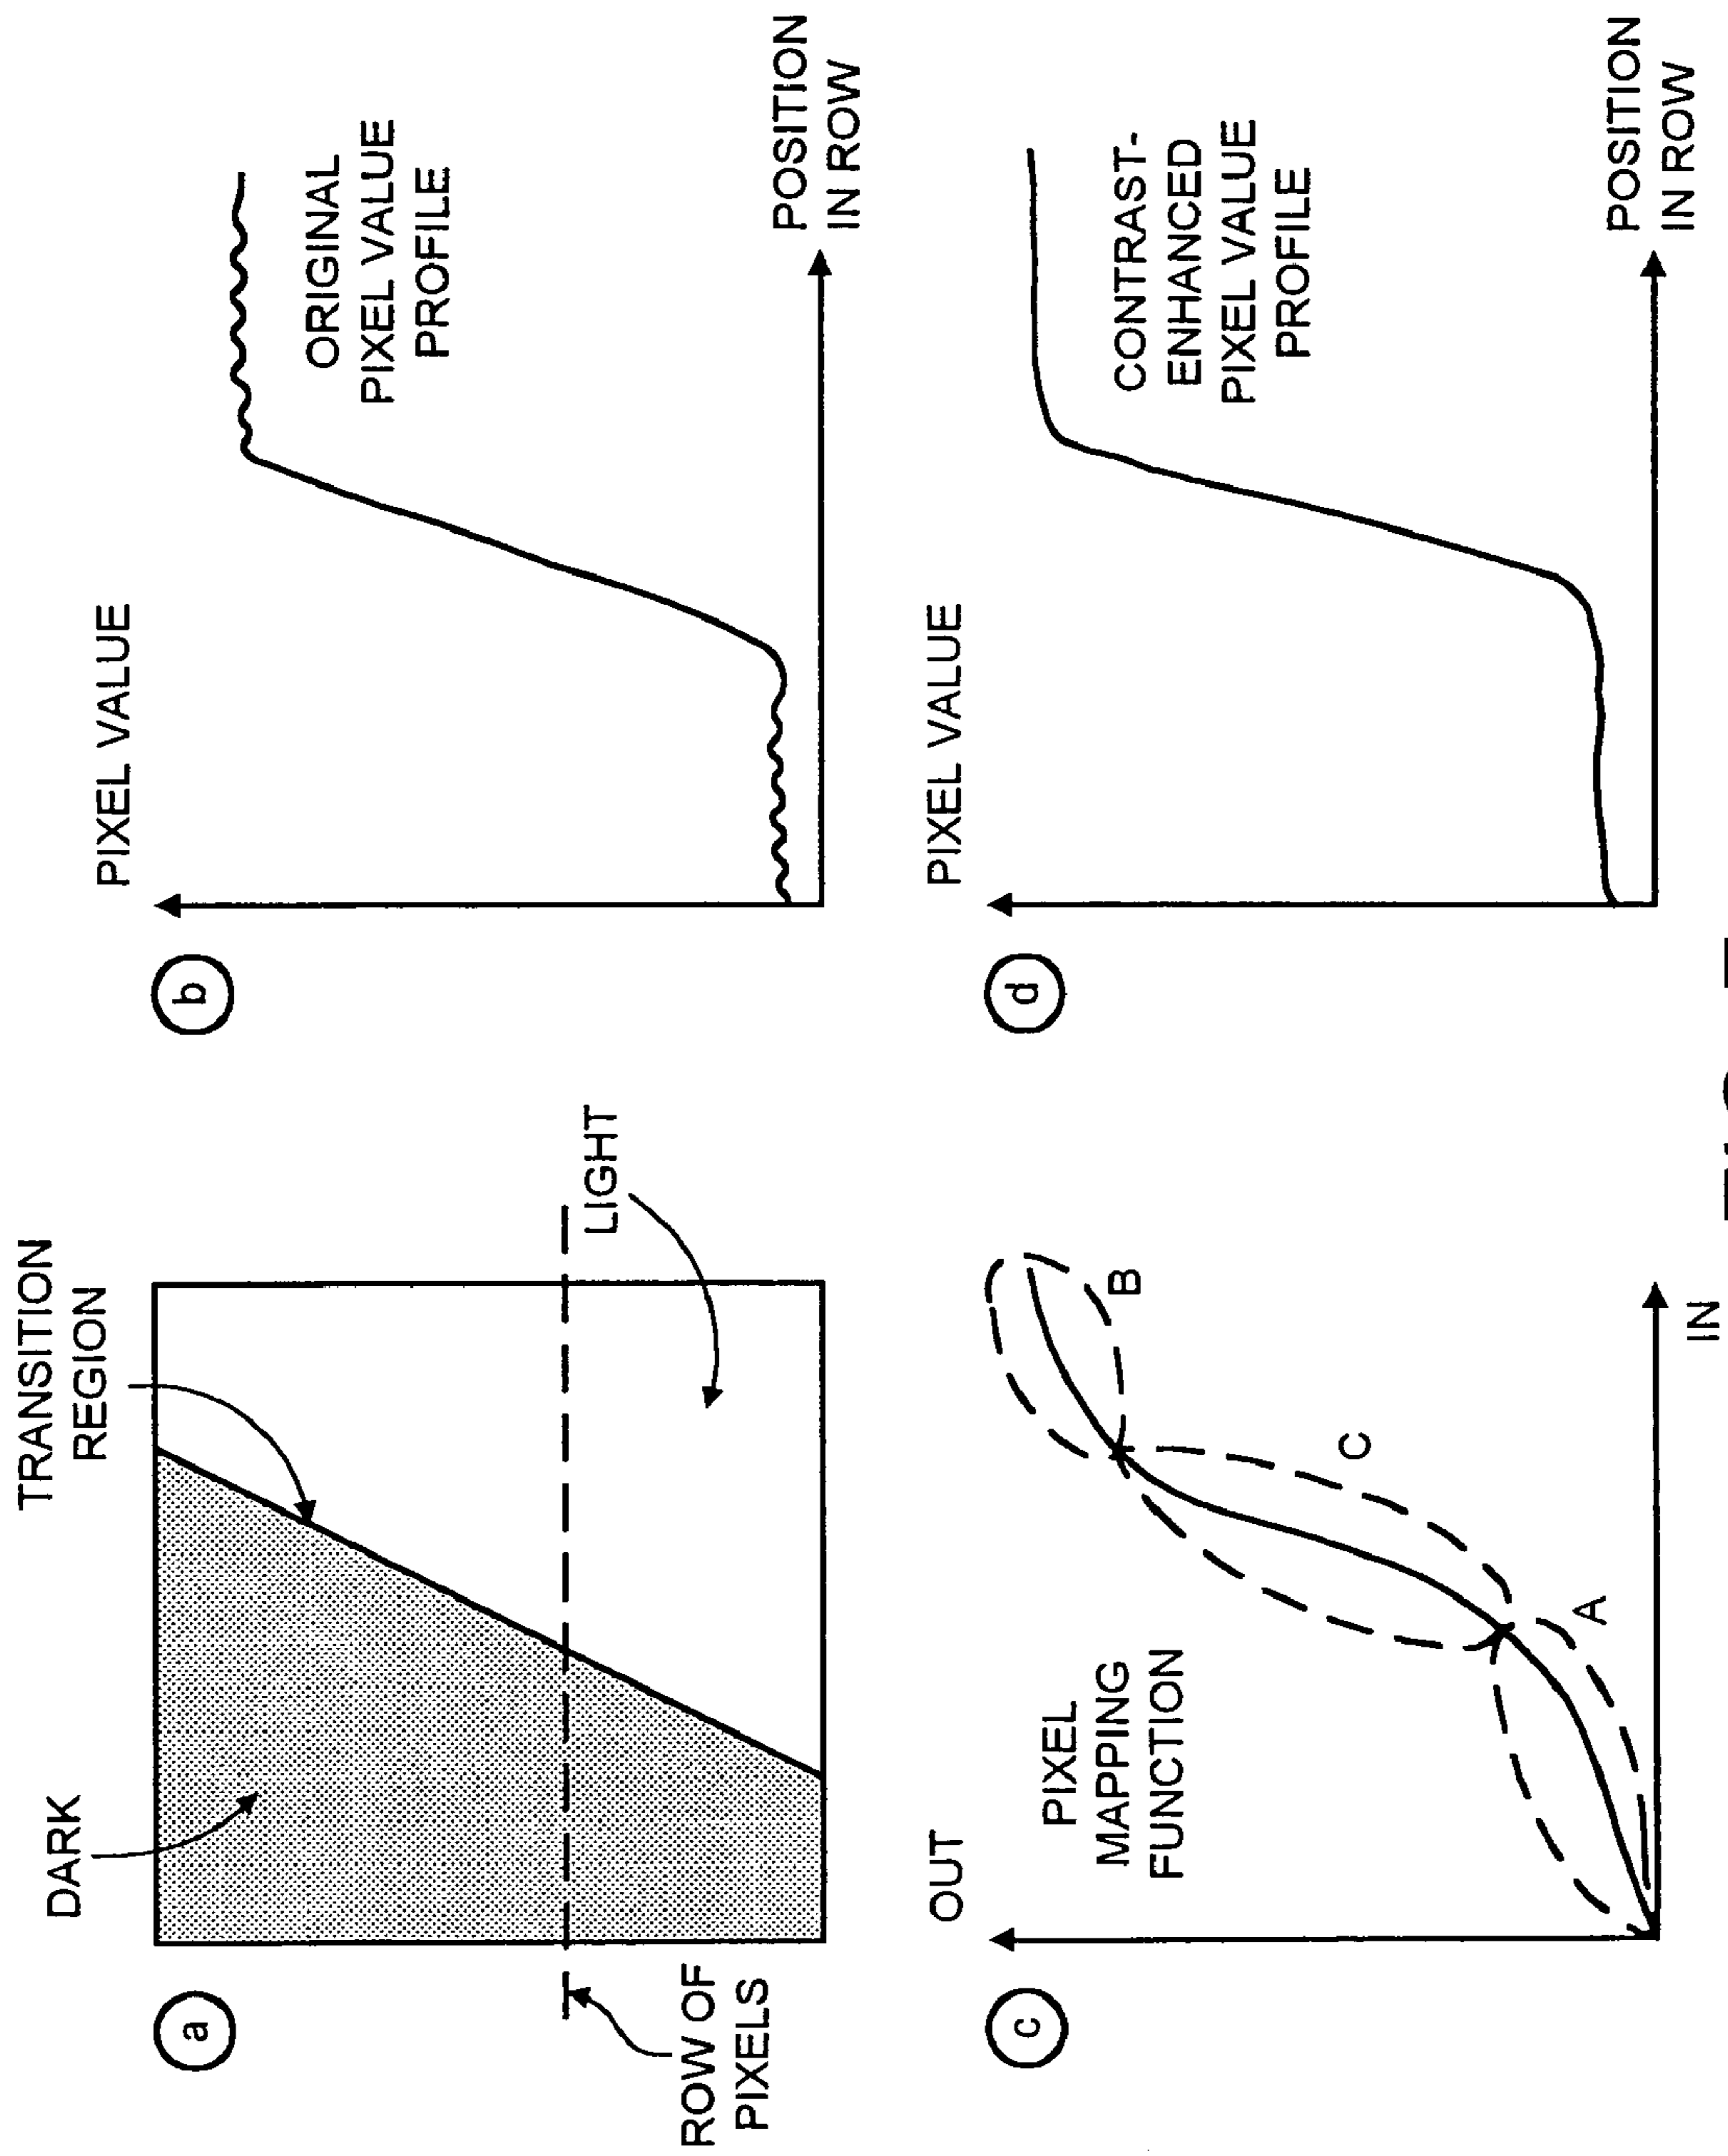 a
DARK
TRANSITION
REGION
LIGHT
ROW OF
PIXELS
b
PIXEL VALUE
ORIGINAL
PIXEL VALUE
PROFILE
POSITION
IN ROW
c
OUT
PIXEL
MAPPING
FUNCTION
B
C
A
IN
d
PIXEL VALUE
CONTRAST-
ENHANCED
PIXEL VALUE
PROFILE
POSITION
IN ROW